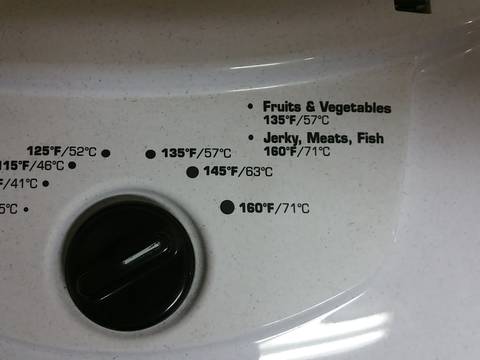 • Fruits & Vegetables
135°F/57°C
• Jerky, Meats, Fish
160°F/71°C
125°F/52°C
135°F/57°C
115°F/46°C
145°F/63°C
°F/41°C
5°C
160°F/71°C